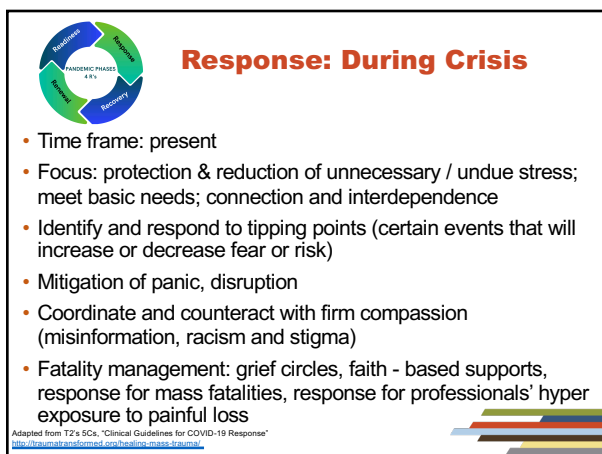 Readiness
Response
PANDEMIC PHASES
4 R's
Renewal
Recovery
Response: During Crisis
• Time frame: present
• Focus: protection & reduction of unnecessary / undue stress;
meet basic needs; connection and interdependence
• Identify and respond to tipping points (certain events that will
increase or decrease fear or risk)
• Mitigation of panic, disruption
• Coordinate and counteract with firm compassion
(misinformation, racism and stigma)
• Fatality management: grief circles, faith - based supports,
response for mass fatalities, response for professionals' hyper
exposure to painful loss
Adapted from T2's 5Cs, "Clinical Guidelines for COVID-19 Response"
http://traumatransformed.org/healing-mass-trauma/